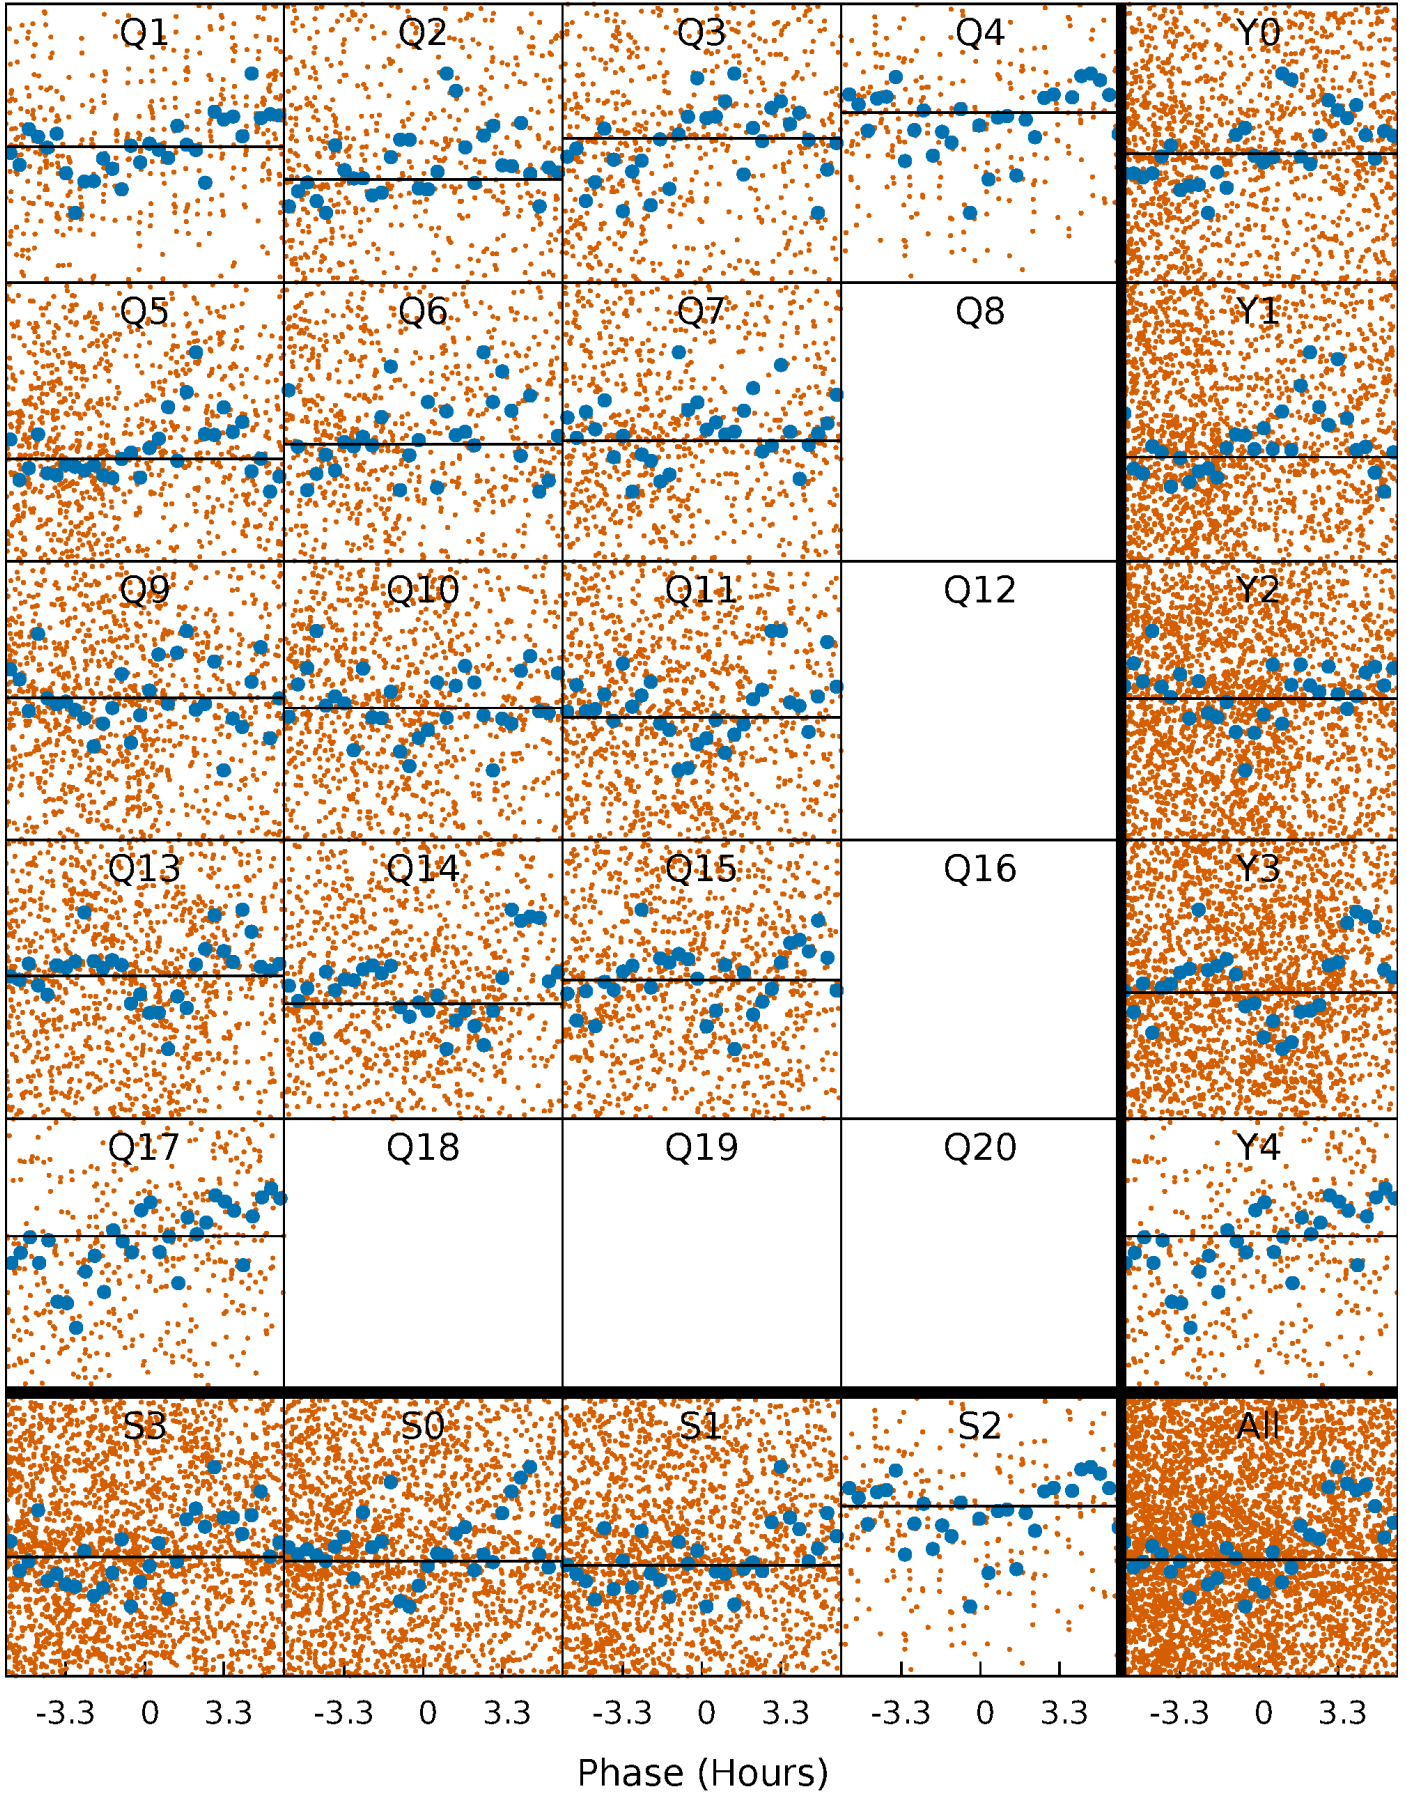 Q1 Q2 Q3 Q4 Y0
Q5 Q6 Q7 Q8 Y1
Q9 Q10 Q11 Q12 Y2
Q13 Q14 Q15 Q16 Y3
Q17 Q18 Q19 Q20 Y4
S3 S0 S1 S2 All
-3.3 0 3.3 -3.3 0 3.3 -3.3 0 3.3 -3.3 0 3.3 -3.3 0 3.3
Phase (Hours)